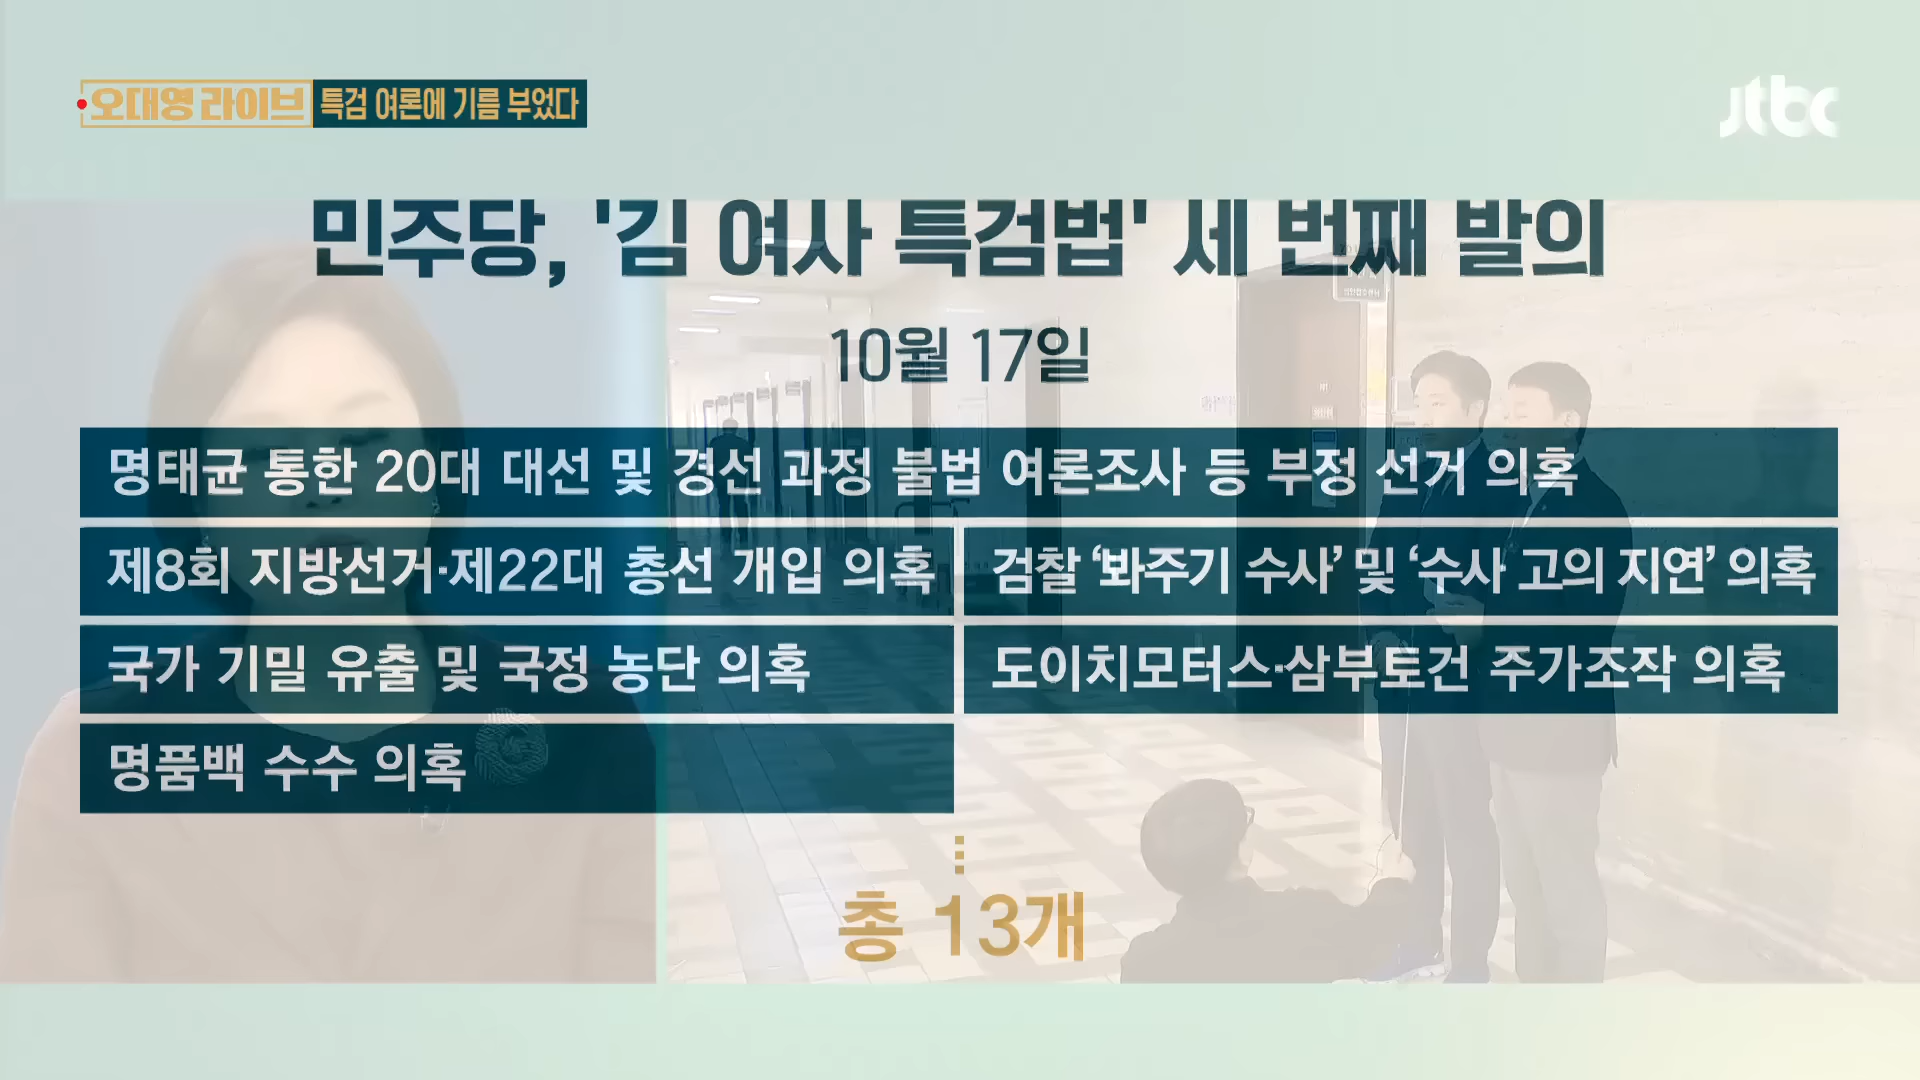 오대영 라이브 특검 여론에 기름 부었다
jtbc
민주당, '김 여사 특검법' 세 번째 발의
10월 17일
명태균 통한 20대 대선 및 경선 과정 불법 여론조사 등 부정 선거 의혹
제8회 지방선거·제22대 총선 개입 의혹
검찰 ‘봐주기 수사’ 및 ‘수사 고의 지연’ 의혹
국가 기밀 유출 및 국정 농단 의혹
도이치모터스·삼부토건 주가조작 의혹
명품백 수수 의혹
총 13개